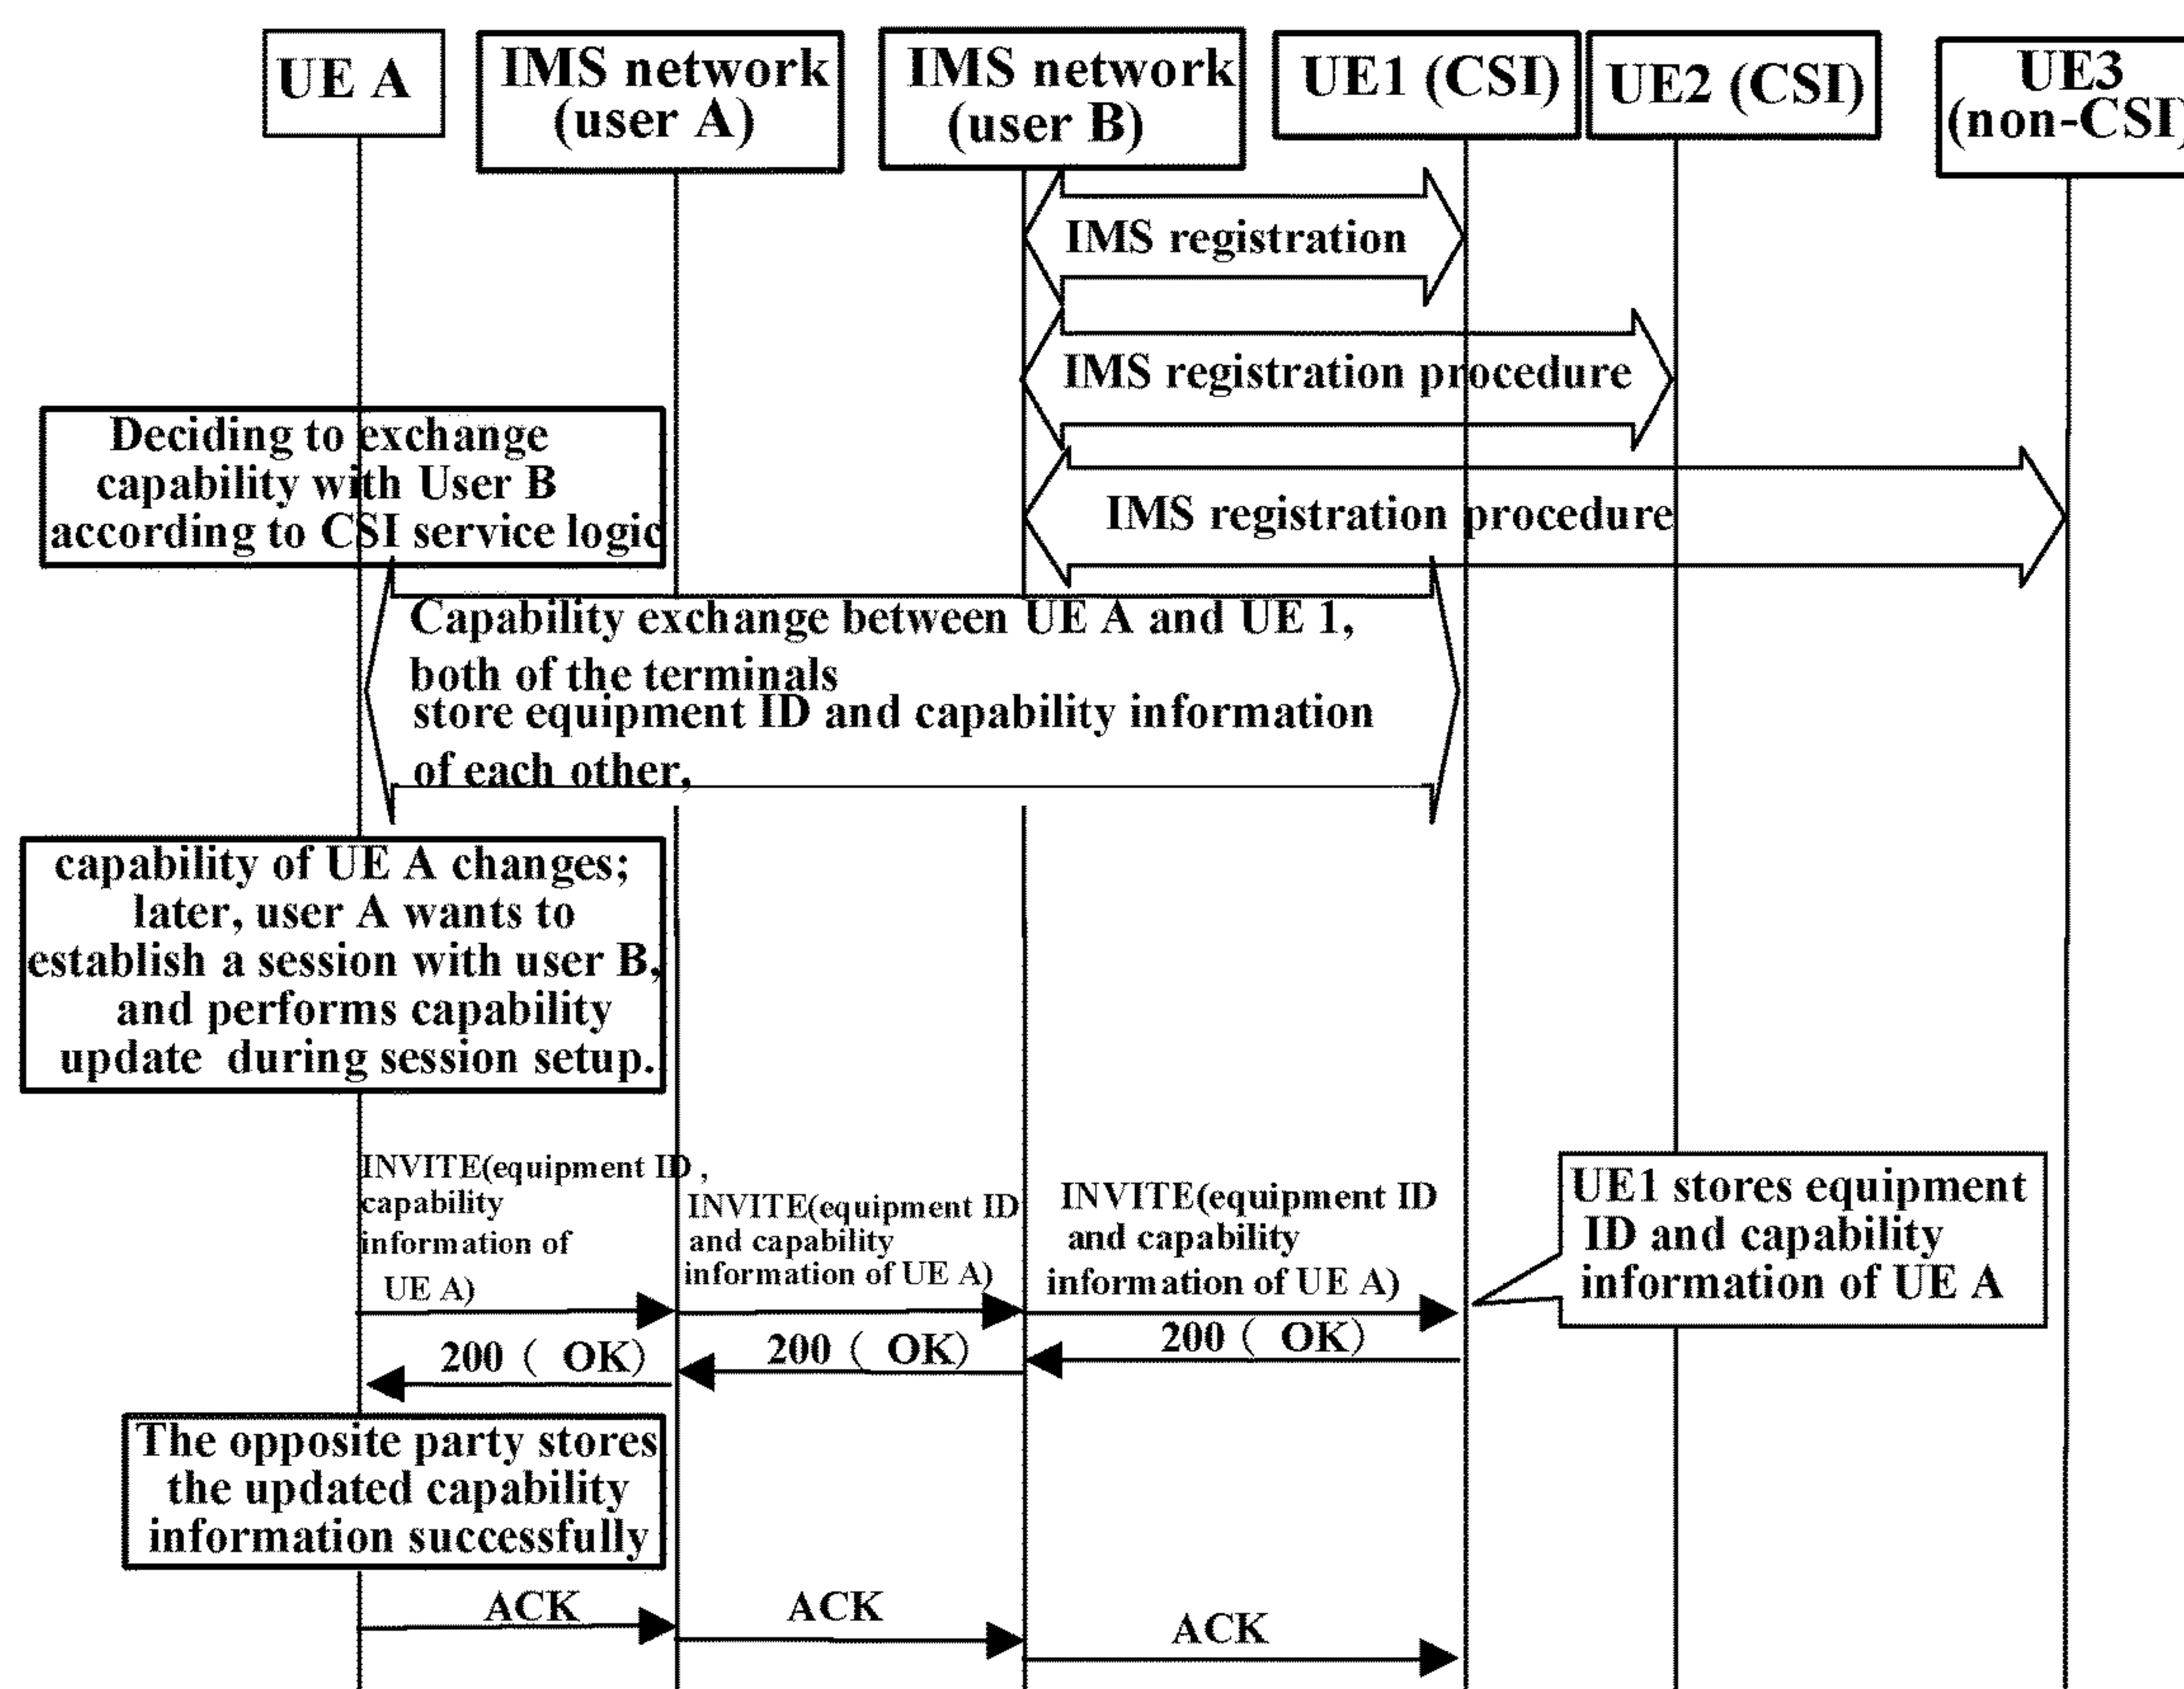 UE A
IMS network
(user A)
IMS network
(user B)
UE1 (CSI)
UE2 (CSI)
UE3
(non-CSI)
IMS registration
IMS registration procedure
Deciding to exchange
capability with User B
according to CSI service logic
IMS registration procedure
Capability exchange between UE A and UE 1,
both of the terminals
store equipment ID and capability information
of each other,
capability of UE A changes;
later, user A wants to
establish a session with user B,
and performs capability
update during session setup.
INVITE(equipment ID ,
capability
information of
UE A)
INVITE(equipment ID
and capability
information of UE A)
INVITE(equipment ID
and capability
information of UE A)
UE1 stores equipment
ID and capability
information of UE A
200 ( OK)
200 ( OK)
200 ( OK)
The opposite party stores
the updated capability
information successfully
ACK
ACK
ACK